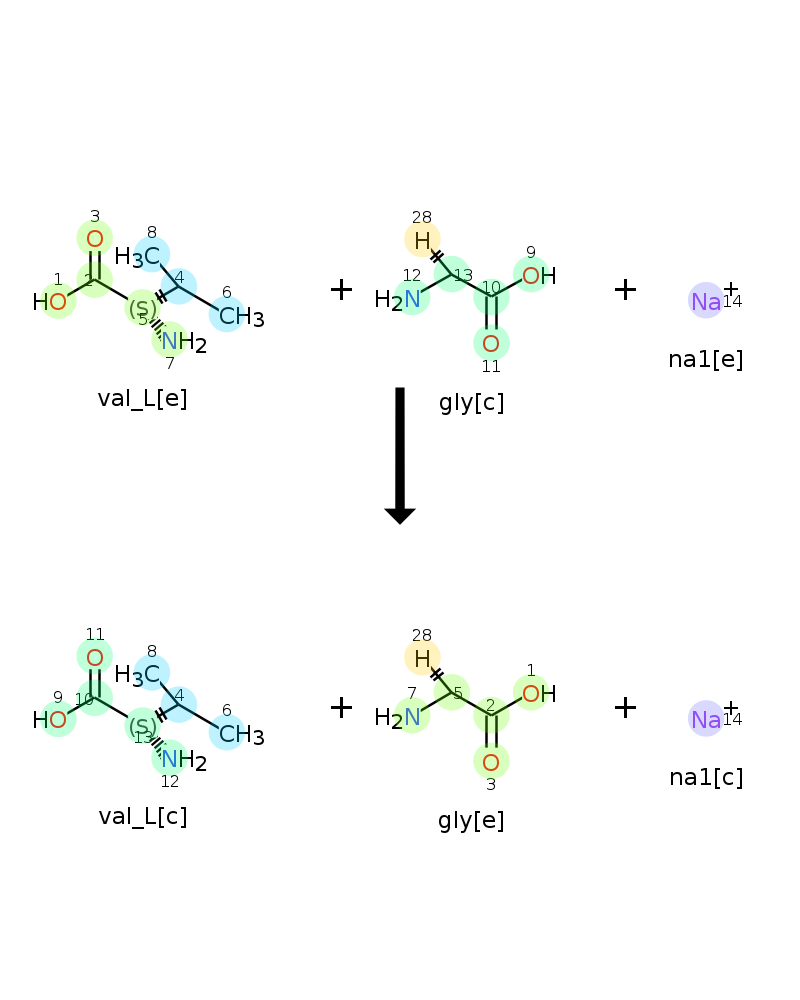 3
O
8
H3C
1
2
4
HO
6
(S)
5
CH3
NH2
7
val_L[e]
+
28
H
12
13
9
10
OH
H2N
O
11
gly[c]
+
Na+
14
na1[e]
11
O
8
H3C
9
10
4
HO
6
(S)
13
CH3
NH2
12
val_L[c]
+
28
H
7
5
1
2
OH
H2N
O
3
gly[e]
+
Na+
14
na1[c]